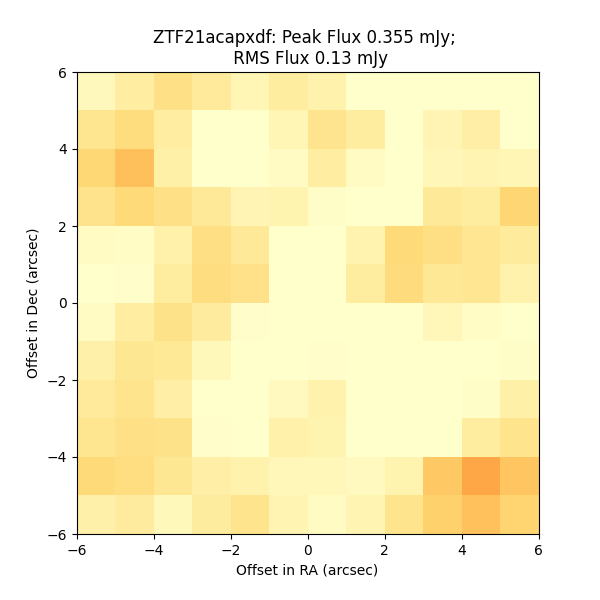 ZTF21acapxdf: Peak Flux 0.355 mJy;
RMS Flux 0.13 mJy
6
4
2
0
−2
−4
−6
Offset in Dec (arcsec)
−6 −4 −2 0 2 4 6
Offset in RA (arcsec)